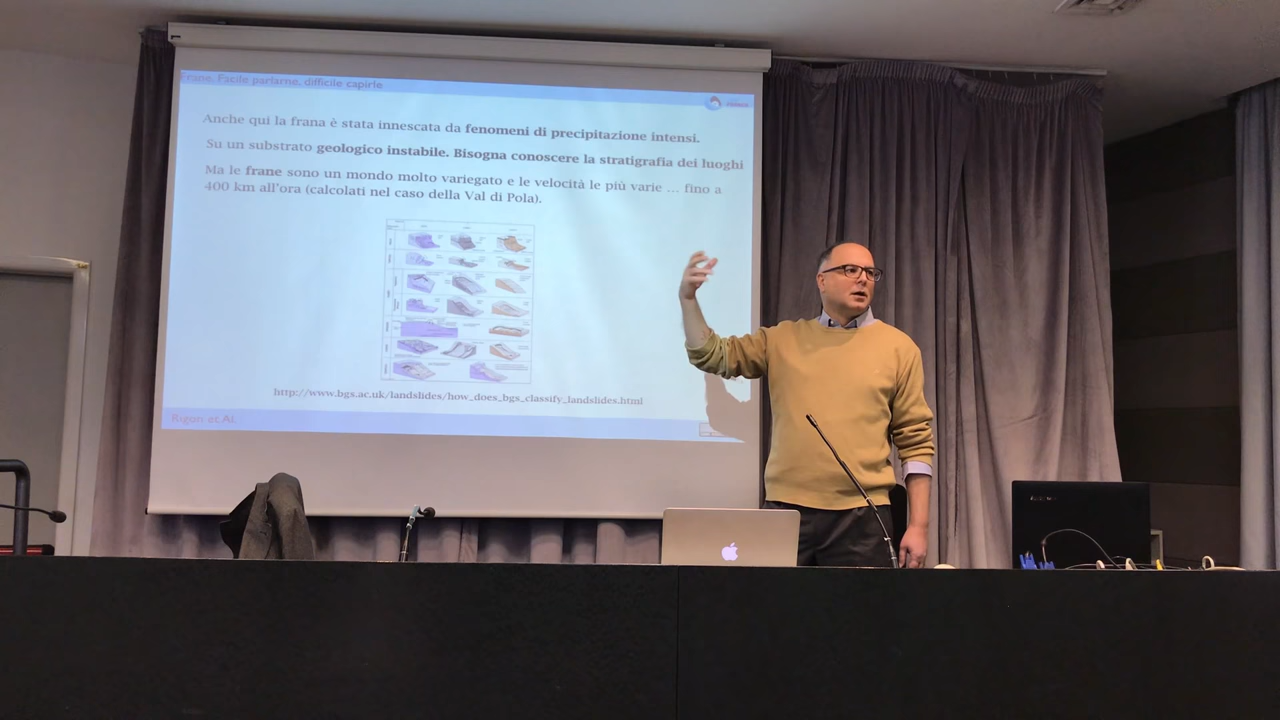 Frane. Facile parlarne, difficile capirle
Anche qui la frana è stata innescata da fenomeni di precipitazione intensi.
Su un substrato geologico instabile. Bisogna conoscere la stratigrafia dei luoghi
Ma le frane sono un mondo molto variegato e le velocità le più varie ... fino a
400 km all'ora (calcolati nel caso della Val di Pola).
http://www.bgs.ac.uk/landslides/how_does_bgs_classify_landslides.html
Rigon et Al.